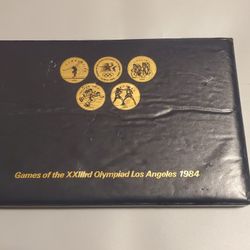 Games of the XXIIIrd Olympiad Los Angeles 1984